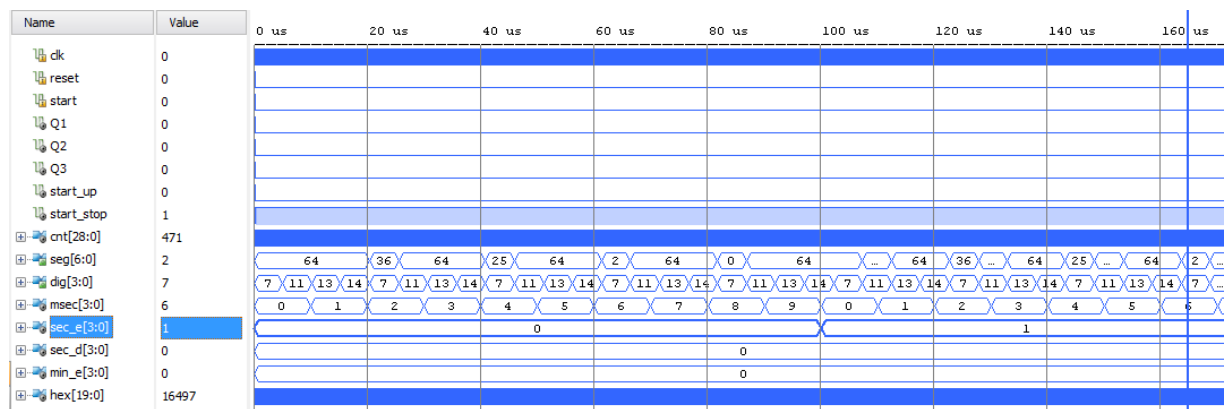 Name Value 0 us 20 us 40 us 60 us 80 us 100 us 120 us 140 us 160 us
clk 0
reset 0
start 0
Q1 0
Q2 0
Q3 0
start_up 0
start_stop 1
cnt[28:0] 471
seg[6:0] 2 64 36 64 25 64 2 64 0 64 ... 64 36 ... 64 25 ... 64 2 ...
dig[3:0] 7 7 11 13 14 7 11 13 14 7 11 13 14 7 11 13 14 7 11 13 14 7 11 13 14 7 11 13 14 7 11 13 14 7 ...
msec[3:0] 6 0 1 2 3 4 5 6 7 8 9 0 1 2 3 4 5 6
sec_e[3:0] 1 0 1
sec_d[3:0] 0 0
min_e[3:0] 0 0
hex[19:0] 16497